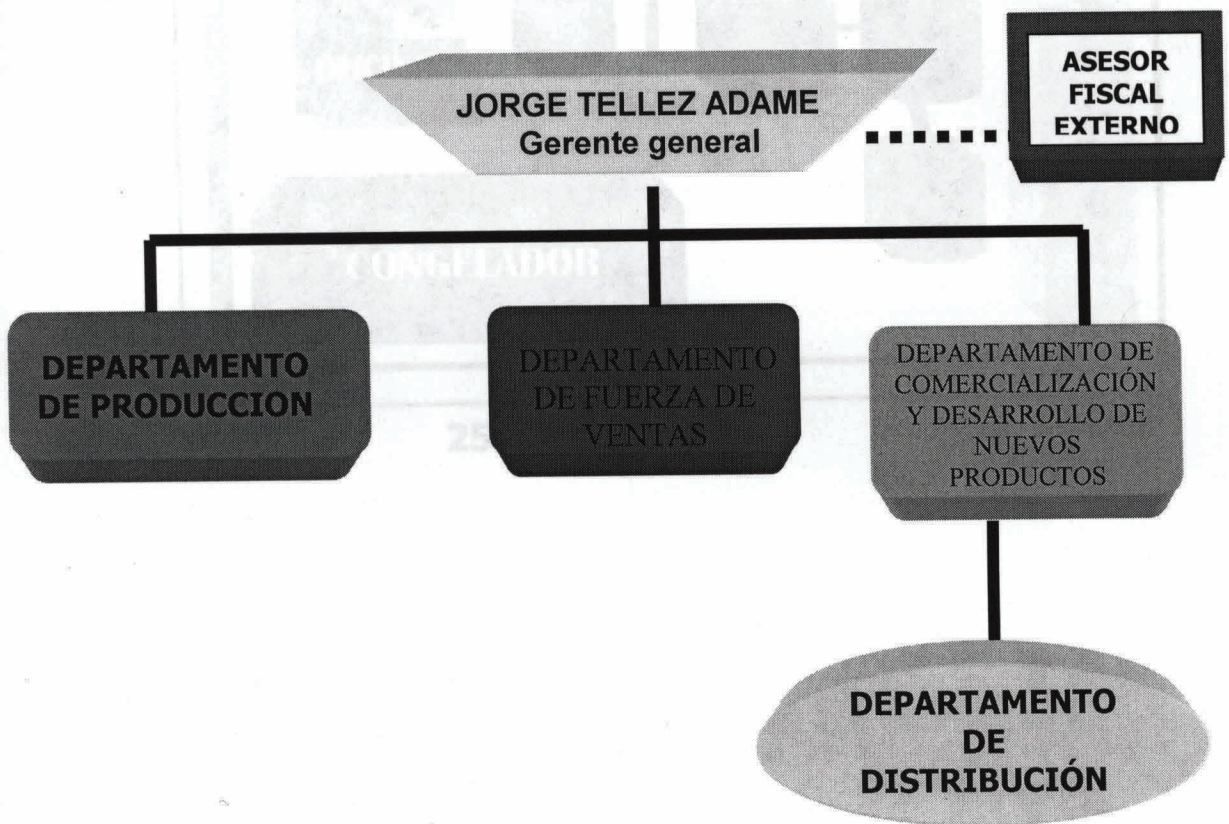 JORGE TELLEZ ADAME
Gerente general
ASESOR
FISCAL
EXTERNO
DEPARTAMENTO
DE PRODUCCION
DEPARTAMENTO
DE FUERZA DE
VENTAS
DEPARTAMENTO DE
COMERCIALIZACIÓN
Y DESARROLLO DE
NUEVOS
PRODUCTOS
DEPARTAMENTO
DE
DISTRIBUCIÓN
CONGELADOR
25